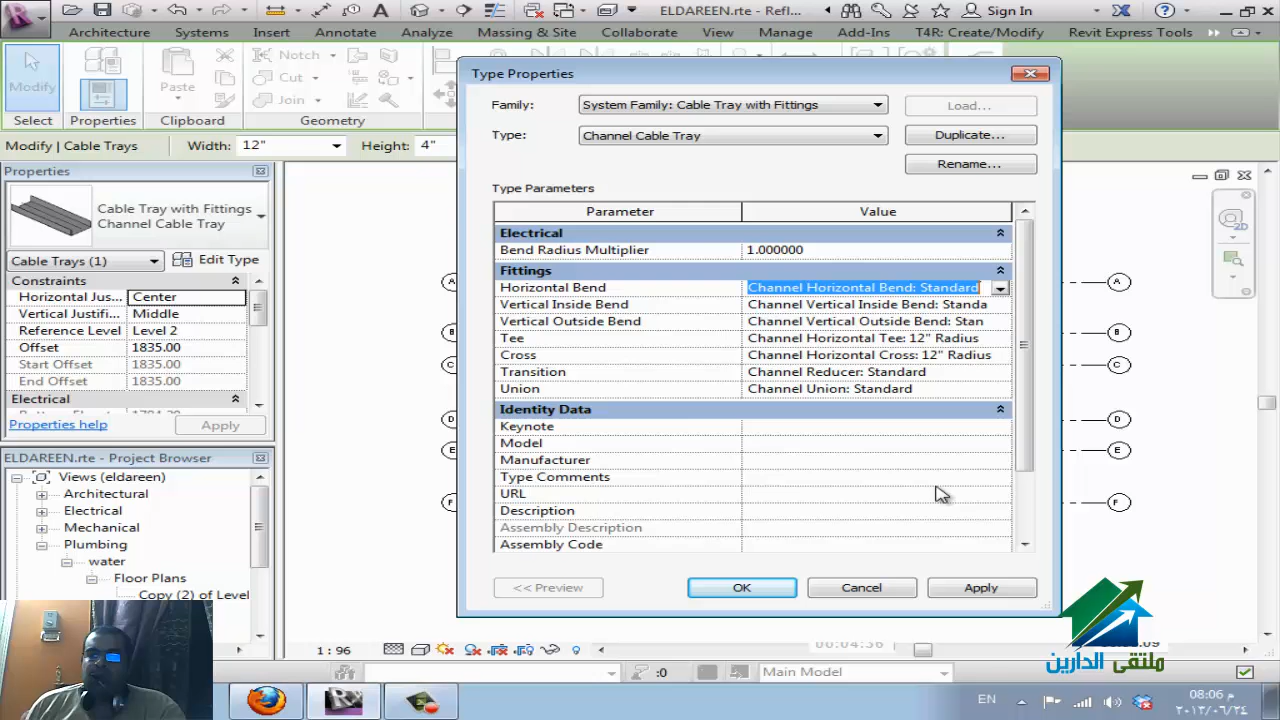 ELDAREEN.rte - Refl...
Sign In
Architecture
Systems
Insert
Annotate
Analyze
Massing & Site
Collaborate
View
Manage
Add-Ins
T4R: Create/Modify
Revit Express Tools
Modify
Paste
Notch
Cut
Join
Select
Properties
Clipboard
Geometry
Modify | Cable Trays
Width: 12"
Height: 4"
Properties
Cable Tray with Fittings
Channel Cable Tray
Cable Trays (1)
Edit Type
Constraints
Horizontal Jus... Center
Vertical Justifi... Middle
Reference Level Level 2
Offset 1835.00
Start Offset 1835.00
End Offset 1835.00
Electrical
Properties help
Apply
ELDAREEN.rte - Project Browser
Views (eldareen)
Architectural
Electrical
Mechanical
Plumbing
water
Floor Plans
Copy (2) of Level
Type Properties
Family: System Family: Cable Tray with Fittings
Load...
Type: Channel Cable Tray
Duplicate...
Rename...
Type Parameters
Parameter Value
Electrical
Bend Radius Multiplier 1.000000
Fittings
Horizontal Bend Channel Horizontal Bend: Standard
Vertical Inside Bend Channel Vertical Inside Bend: Standa
Vertical Outside Bend Channel Vertical Outside Bend: Stan
Tee Channel Horizontal Tee: 12" Radius
Cross Channel Horizontal Cross: 12" Radius
Transition Channel Reducer: Standard
Union Channel Union: Standard
Identity Data
Keynote
Model
Manufacturer
Type Comments
URL
Description
Assembly Description
Assembly Code
<< Preview
OK
Cancel
Apply
A
B
C
D
E
F
A
B
C
D
E
F
2D
1 : 96
00:04:36
ملتقى الدارين
:0
Main Model
EN
08:06 م
٢٠١٣/٠٦/٢٤